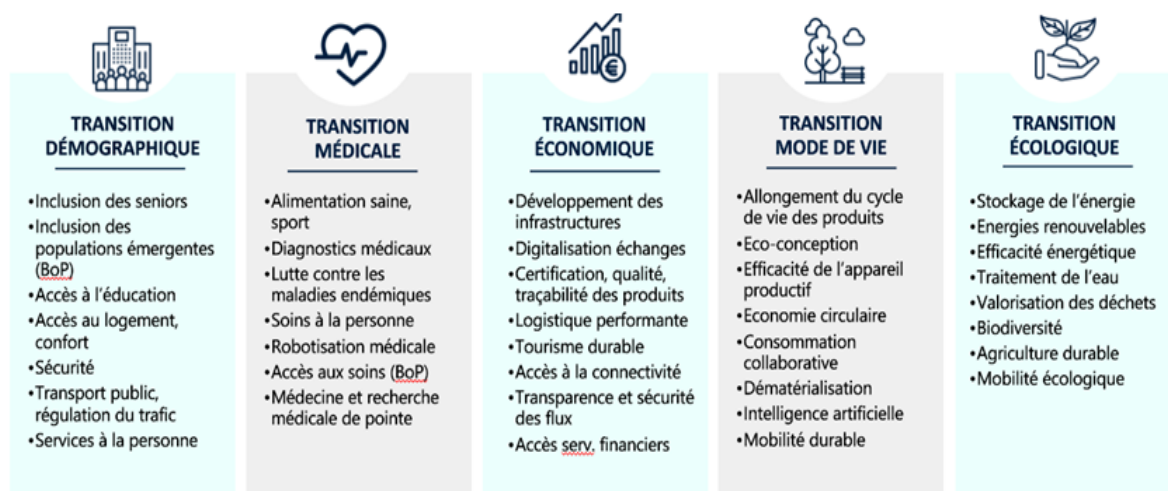 TRANSITION
DÉMOGRAPHIQUE
•Inclusion des seniors
•Inclusion des
populations émergentes
(BoP)
•Accès à l'éducation
•Accès au logement,
confort
•Sécurité
•Transport public,
régulation du trafic
•Services à la personne
TRANSITION
MÉDICALE
•Alimentation saine,
sport
•Diagnostics médicaux
•Lutte contre les
maladies endémiques
•Soins à la personne
•Robotisation médicale
•Accès aux soins (BoP)
•Médecine et recherche
médicale de pointe
TRANSITION
ÉCONOMIQUE
•Développement des
infrastructures
•Digitalisation échanges
•Certification, qualité,
traçabilité des produits
•Logistique performante
•Tourisme durable
•Accès à la connectivité
•Transparence et sécurité
des flux
•Accès serv. financiers
TRANSITION
MODE DE VIE
•Allongement du cycle
de vie des produits
•Eco-conception
•Efficacité de l'appareil
productif
•Economie circulaire
•Consommation
collaborative
•Dématérialisation
•Intelligence artificielle
•Mobilité durable
TRANSITION
ÉCOLOGIQUE
•Stockage de l'énergie
•Energies renouvelables
•Efficacité énergétique
•Traitement de l'eau
•Valorisation des déchets
•Biodiversité
•Agriculture durable
•Mobilité écologique